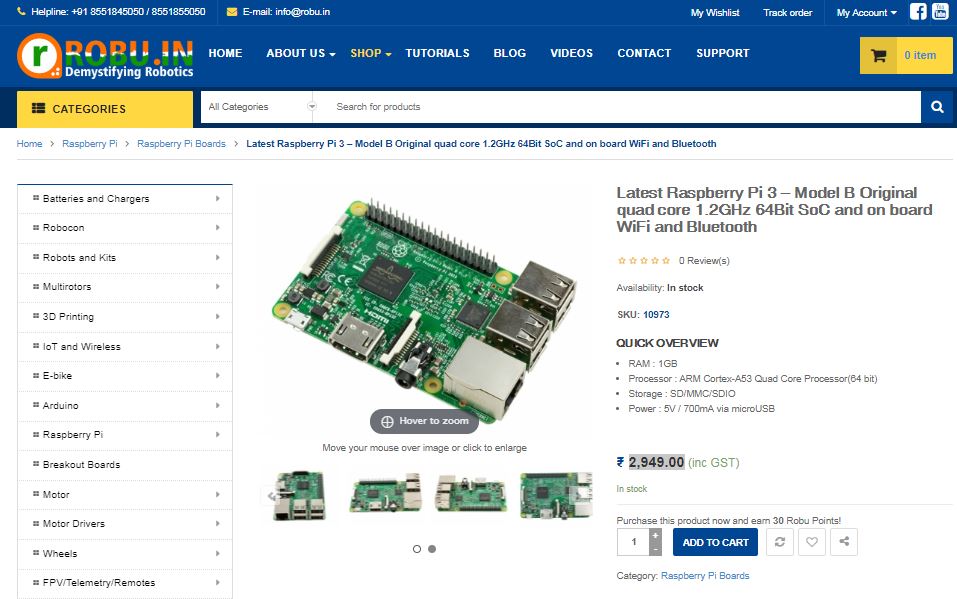 Helpline: +91 8551845050 / 8551855050
E-mail: info@robu.in
My Wishlist
Track order
My Account
You Tube
r ROBU.IN
Demystifying Robotics
HOME ABOUT US SHOP TUTORIALS BLOG VIDEOS CONTACT SUPPORT
0 item
CATEGORIES
All Categories
Search for products
Home > Raspberry Pi > Raspberry Pi Boards > Latest Raspberry Pi 3 – Model B Original quad core 1.2GHz 64Bit SoC and on board WiFi and Bluetooth
Batteries and Chargers
Robocon
Robots and Kits
Multirotors
3D Printing
IoT and Wireless
E-bike
Arduino
Raspberry Pi
Breakout Boards
Motor
Motor Drivers
Wheels
FPV/Telemetry/Remotes
HDMI
Hover to zoom
Move your mouse over image or click to enlarge
Latest Raspberry Pi 3 – Model B Original
quad core 1.2GHz 64Bit SoC and on board
WiFi and Bluetooth
0 Review(s)
Availability: In stock
SKU: 10973
QUICK OVERVIEW
RAM : 1GB
Processor : ARM Cortex-A53 Quad Core Processor(64 bit)
Storage : SD/MMC/SDIO
Power : 5V / 700mA via microUSB
₹ 2,949.00 (inc GST)
In stock
Purchase this product now and earn 30 Robu Points!
1
+
-
ADD TO CART
Category: Raspberry Pi Boards